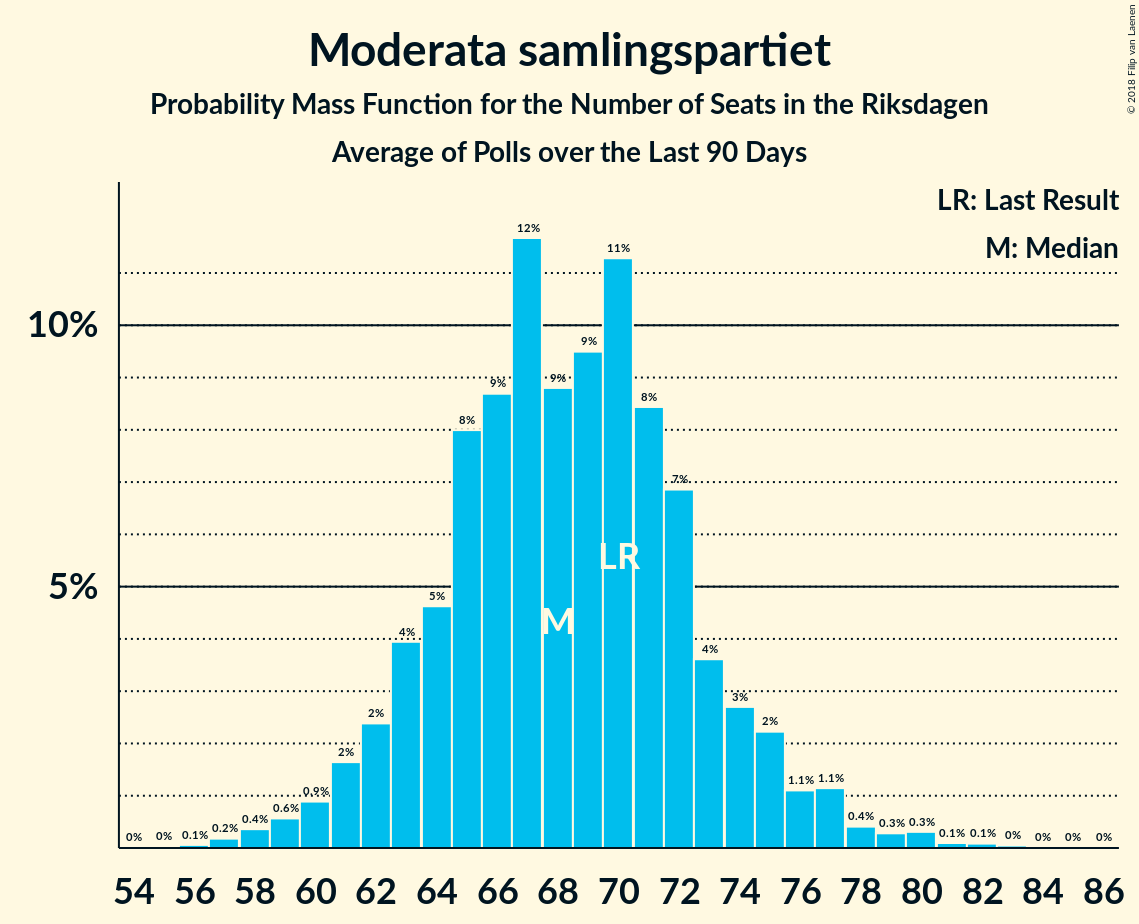 Moderata samlingspartiet
Probability Mass Function for the Number of Seats in the Riksdagen
Average of Polls over the Last 90 Days
© 2018 Filip van Laenen
LR: Last Result
M: Median
10%
5%
0% 0% 0.1% 0.2% 0.4% 0.6% 0.9% 2% 2% 4% 5% 8% 9% 12% 9% 9% 11% 8% 7% 4% 3% 2% 1.1% 1.1% 0.4% 0.3% 0.3% 0.1% 0.1% 0% 0% 0% 0%
LR
M
54 56 58 60 62 64 66 68 70 72 74 76 78 80 82 84 86